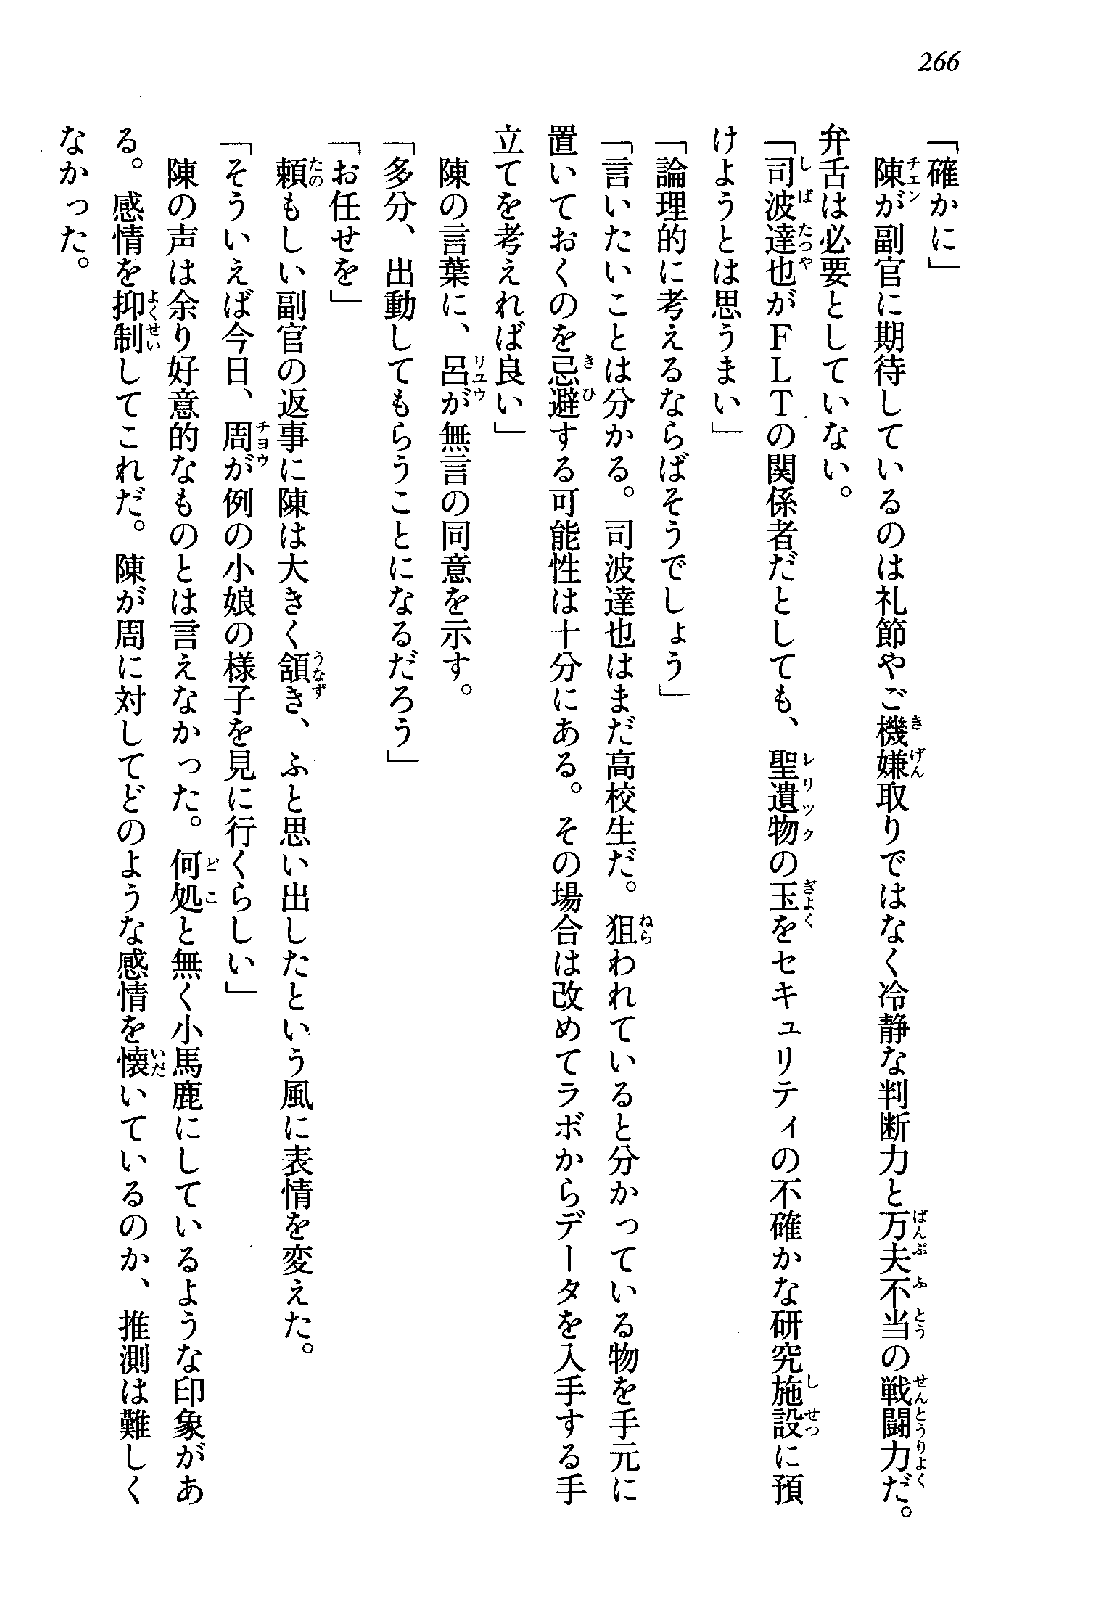 266
「確かに」
　陳が副官に期待しているのは礼節やご機嫌取りではなく冷静な判断力と万夫不当の戦闘力だ。
弁舌は必要としていない。
「司波達也がＦＬＴの関係者だとしても、聖遺物の玉をセキュリティの不確かな研究施設に預
けようとは思うまい」
「論理的に考えるならばそうでしょう」
「言いたいことは分かる。司波達也はまだ高校生だ。狙われていると分かっている物を手元に
置いておくのを忌避する可能性は十分にある。その場合は改めてラボからデータを入手する手
立てを考えれば良い」
　陳の言葉に、呂が無言の同意を示す。
「多分、出動してもらうことになるだろう」
「お任せを」
　頼もしい副官の返事に陳は大きく頷き、ふと思い出したという風に表情を変えた。
「そういえば今日、周が例の小娘の様子を見に行くらしい」
　陳の声は余り好意的なものとは言えなかった。何処と無く小馬鹿にしているような印象があ
る。感情を抑制してこれだ。陳が周に対してどのような感情を懐いているのか、推測は難しく
なかった。